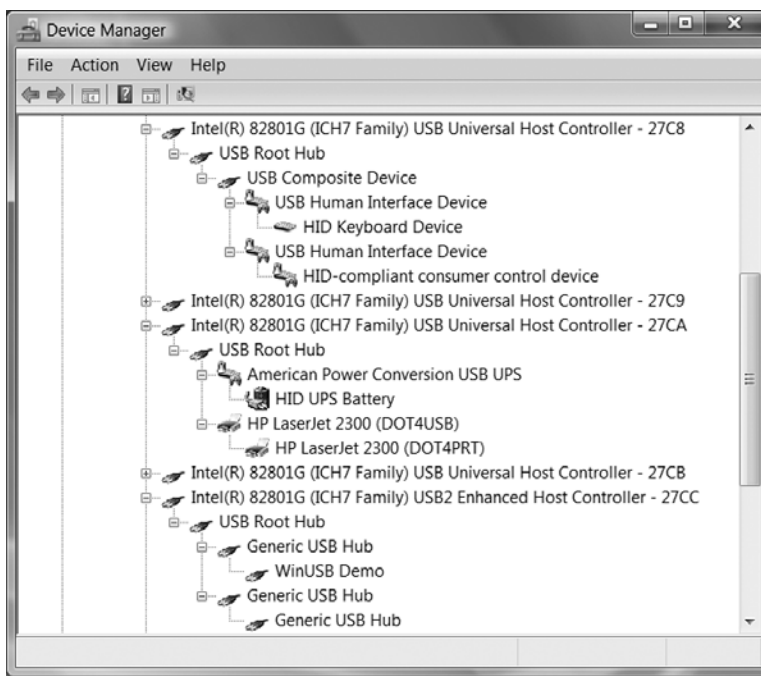 Device Manager
File Action View Help
Intel(R) 82801G (ICH7 Family) USB Universal Host Controller - 27C8
USB Root Hub
USB Composite Device
USB Human Interface Device
HID Keyboard Device
USB Human Interface Device
HID-compliant consumer control device
Intel(R) 82801G (ICH7 Family) USB Universal Host Controller - 27C9
Intel(R) 82801G (ICH7 Family) USB Universal Host Controller - 27CA
USB Root Hub
American Power Conversion USB UPS
HID UPS Battery
HP LaserJet 2300 (DOT4USB)
HP LaserJet 2300 (DOT4PRT)
Intel(R) 82801G (ICH7 Family) USB Universal Host Controller - 27CB
Intel(R) 82801G (ICH7 Family) USB2 Enhanced Host Controller - 27CC
USB Root Hub
Generic USB Hub
WinUSB Demo
Generic USB Hub
Generic USB Hub